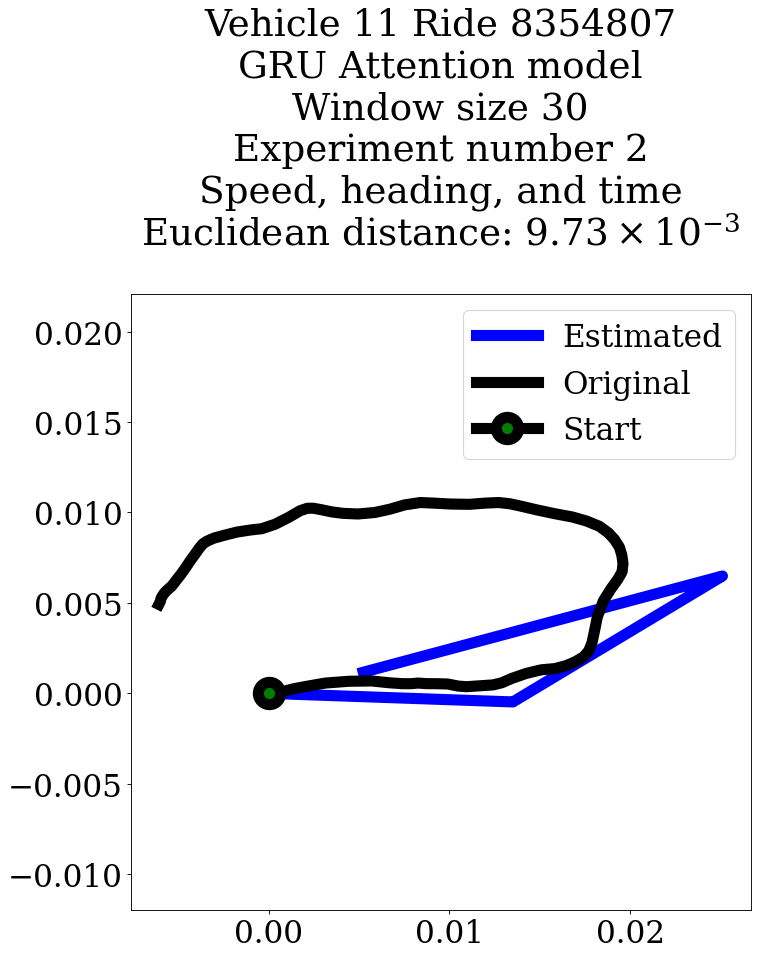 Vehicle 11 Ride 8354807
GRU Attention model
Window size 30
Experiment number 2
Speed, heading, and time
Euclidean distance: 9.73 × 10⁻³
Estimated
Original
Start
0.020
0.015
0.010
0.005
0.000
−0.005
−0.010
0.00 0.01 0.02